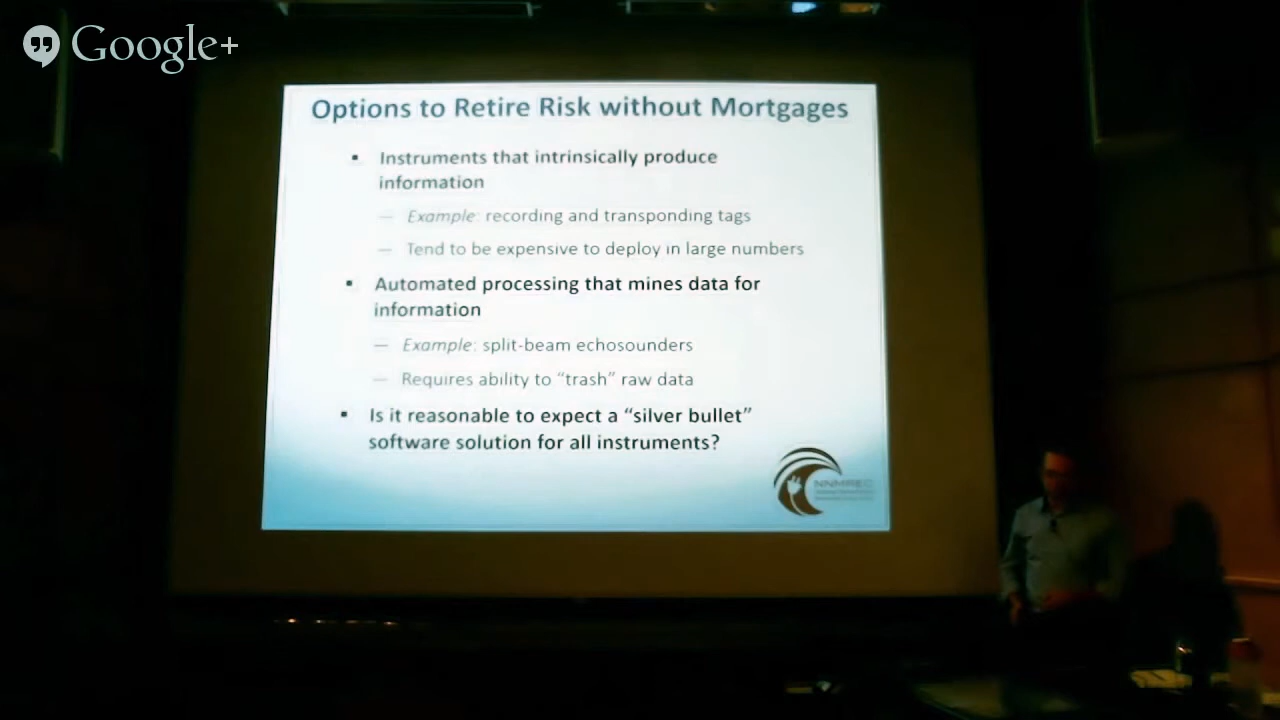 Google+
Options to Retire Risk without Mortgages
▪ Instruments that intrinsically produce
information
— Example: recording and transponding tags
— Tend to be expensive to deploy in large numbers
▪ Automated processing that mines data for
information
— Example: split-beam echosounders
— Requires ability to “trash” raw data
▪ Is it reasonable to expect a “silver bullet”
software solution for all instruments?
NNMREC